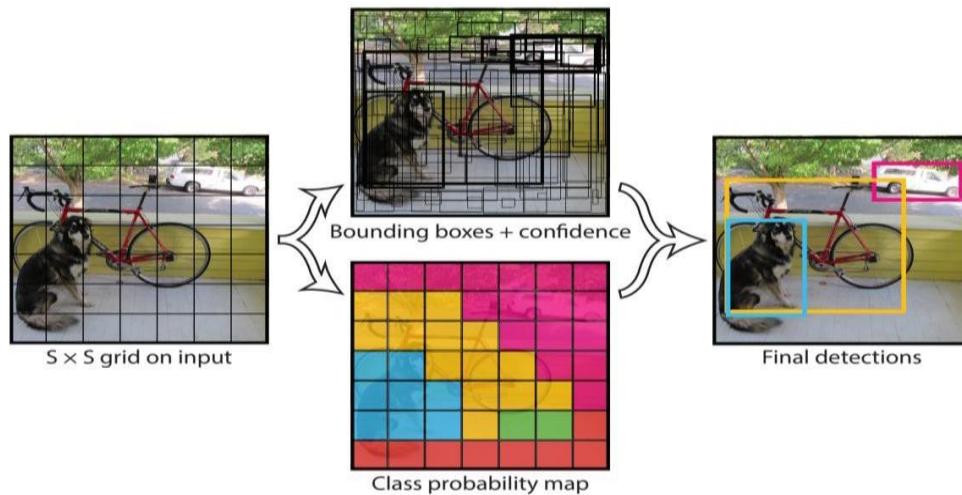 Bounding boxes + confidence
S × S grid on input
Final detections
Class probability map